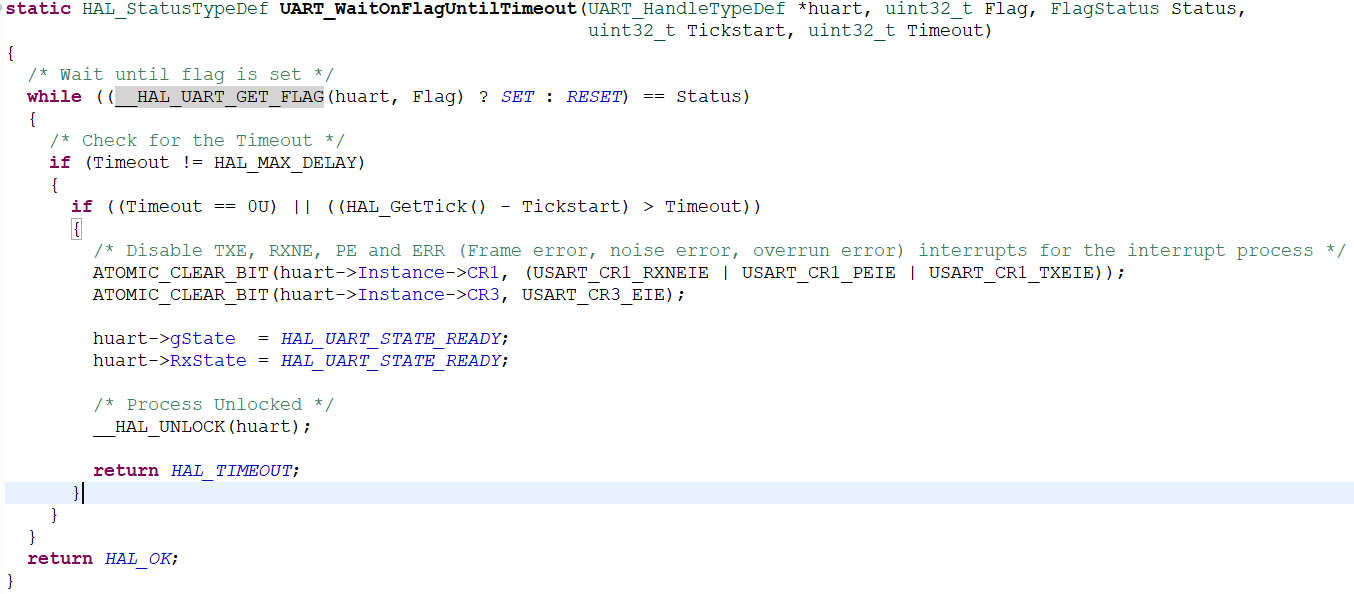 static HAL_StatusTypeDef UART_WaitOnFlagUntilTimeout(UART_HandleTypeDef *huart, uint32_t Flag, FlagStatus Status,
                                                     uint32_t Tickstart, uint32_t Timeout)
{
  /* Wait until flag is set */
  while ((__HAL_UART_GET_FLAG(huart, Flag) ? SET : RESET) == Status)
  {
    /* Check for the Timeout */
    if (Timeout != HAL_MAX_DELAY)
    {
      if ((Timeout == 0U) || ((HAL_GetTick() - Tickstart) > Timeout))
      {
        /* Disable TXE, RXNE, PE and ERR (Frame error, noise error, overrun error) interrupts for the interrupt process */
        ATOMIC_CLEAR_BIT(huart->Instance->CR1, (USART_CR1_RXNEIE | USART_CR1_PEIE | USART_CR1_TXEIE));
        ATOMIC_CLEAR_BIT(huart->Instance->CR3, USART_CR3_EIE);

        huart->gState  = HAL_UART_STATE_READY;
        huart->RxState = HAL_UART_STATE_READY;

        /* Process Unlocked */
        __HAL_UNLOCK(huart);

        return HAL_TIMEOUT;
      }
    }
  }
  return HAL_OK;
}